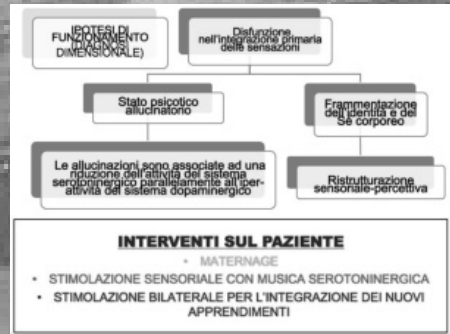 IPOTESI DI
FUNZIONAMENTO
(DIAGNOSI
DIMENSIONALE)
Disfunzione
nell'integrazione primaria
delle sensazioni
Stato psicotico
allucinatorio
Frammentazione
dell'identità e del
Sé corporeo
Le allucinazioni sono associate ad una
riduzione dell'attività del sistema
serotoninergico parallelamente all'iper-
attività del sistema dopaminergico
Ristrutturazione
sensoriale-percettiva
INTERVENTI SUL PAZIENTE
• MATERNAGE
• STIMOLAZIONE SENSORIALE CON MUSICA SEROTONINERGICA
• STIMOLAZIONE BILATERALE PER L'INTEGRAZIONE DEI NUOVI
APPRENDIMENTI